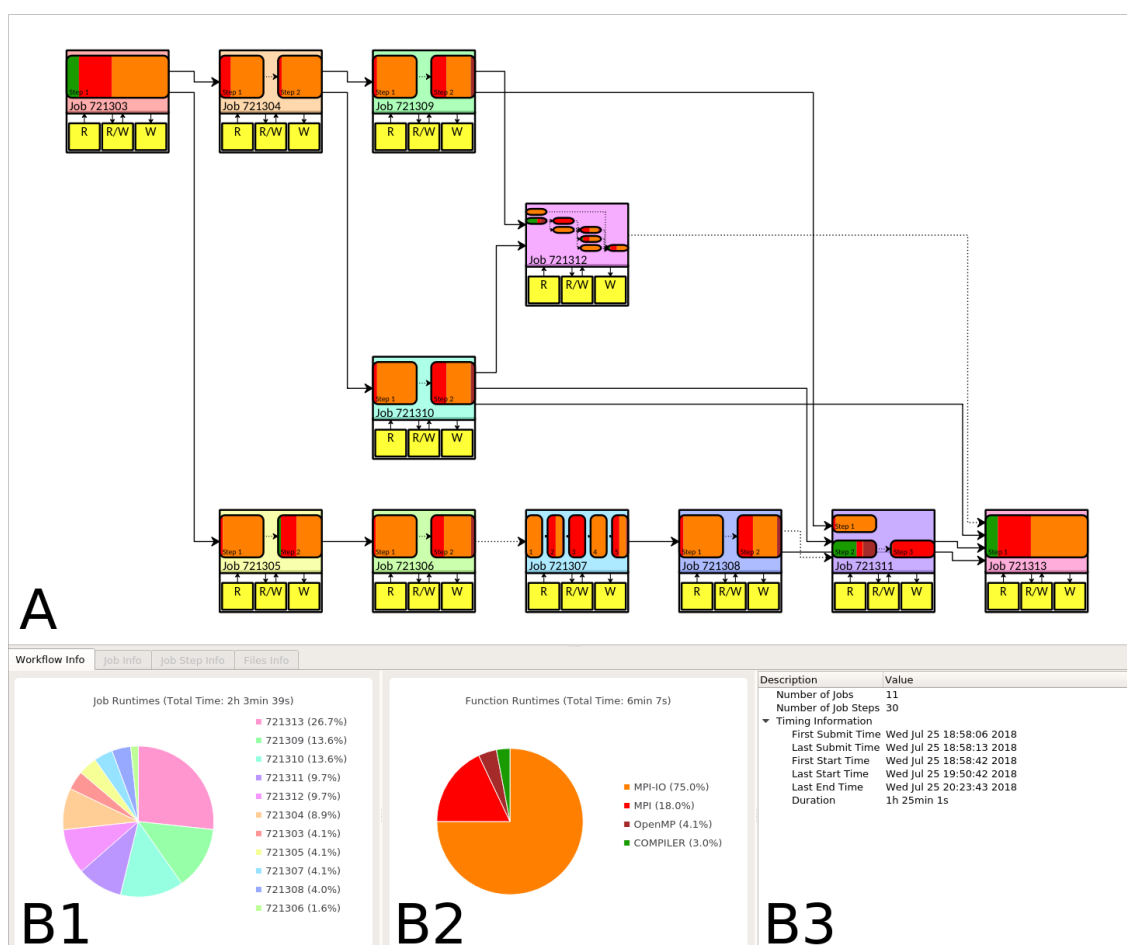 Step 1
Job 721303
R R/W W
Step 1 Step 2
Job 721304
R R/W W
Step 1 Step 2
Job 721309
R R/W W
Job 721312
R R/W W
Step 1 Step 2
Job 721310
R R/W W
Step 1 Step 2
Job 721305
R R/W W
Step 1 Step 2
Job 721306
R R/W W
1 2 3 4
Job 721307
R R/W W
Step 1 Step 2
Job 721308
R R/W W
Step 1
Step 2 Step 3
Job 721311
R R/W W
Step 1
Job 721313
R R/W W
A
Workflow Info Job Info Job Step Info Files Info
Job Runtimes (Total Time: 2h 3min 39s)
721313 (26.7%)
721309 (13.6%)
721310 (13.6%)
721311 (9.7%)
721312 (9.7%)
721304 (8.9%)
721303 (4.1%)
721305 (4.1%)
721307 (4.1%)
721308 (4.0%)
721306 (1.6%)
B1
Function Runtimes (Total Time: 6min 7s)
MPI-IO (75.0%)
MPI (18.0%)
OpenMP (4.1%)
COMPILER (3.0%)
B2
Description Value
Number of Jobs 11
Number of Job Steps 30
Timing Information
First Submit Time Wed Jul 25 18:58:06 2018
Last Submit Time Wed Jul 25 18:58:13 2018
First Start Time Wed Jul 25 18:58:42 2018
Last Start Time Wed Jul 25 19:50:42 2018
Last End Time Wed Jul 25 20:23:43 2018
Duration 1h 25min 1s
B3